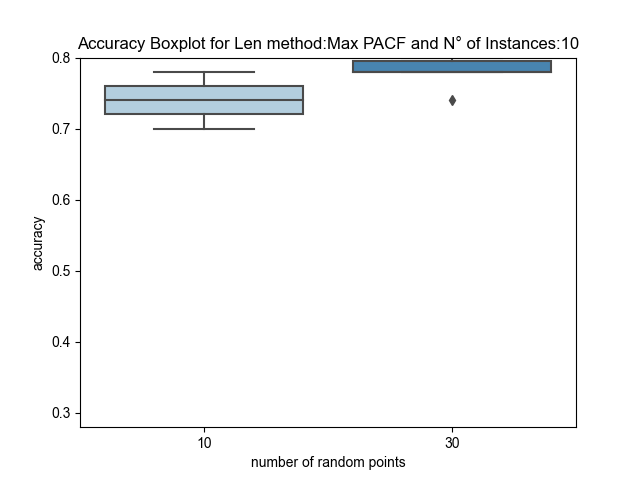 Accuracy Boxplot for Len method:Max PACF and N° of Instances:10
0.8
0.7
0.6
0.5
0.4
0.3
accuracy
10 30
number of random points